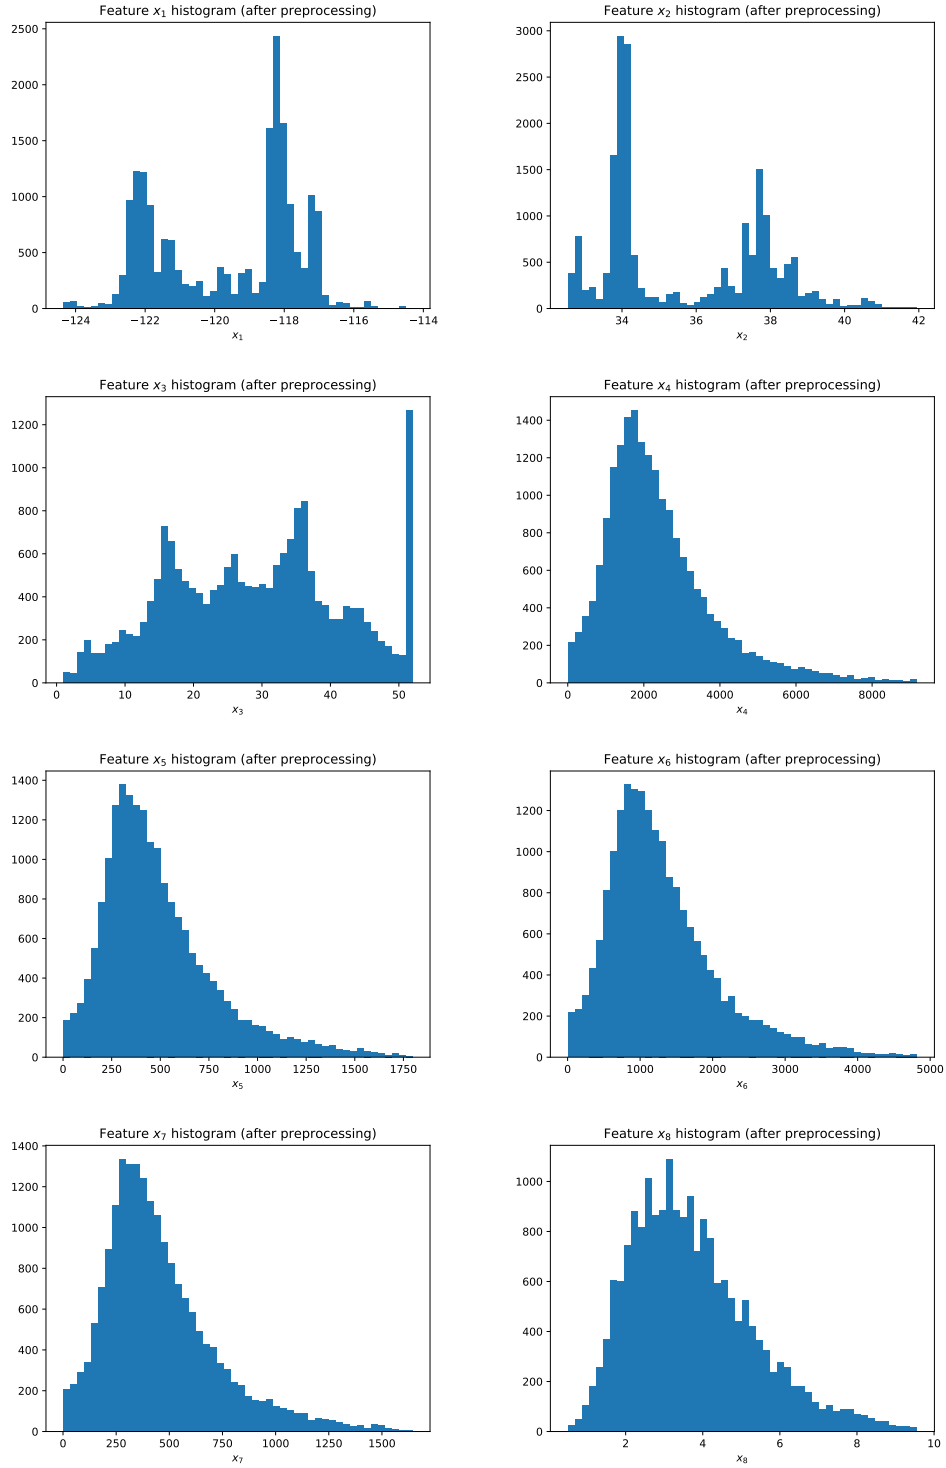 Feature x₁ histogram (after preprocessing)
2500
2000
1500
1000
500
0
−124 −122 −120 −118 −116 −114
x₁
Feature x₂ histogram (after preprocessing)
3000
2500
2000
1500
1000
500
0
34 36 38 40 42
x₂
Feature x₃ histogram (after preprocessing)
1200
1000
800
600
400
200
0
0 10 20 30 40 50
x₃
Feature x₄ histogram (after preprocessing)
1400
1200
1000
800
600
400
200
0
0 2000 4000 6000 8000
x₄
Feature x₅ histogram (after preprocessing)
1400
1200
1000
800
600
400
200
0
0 250 500 750 1000 1250 1500 1750
x₅
Feature x₆ histogram (after preprocessing)
1200
1000
800
600
400
200
0
0 1000 2000 3000 4000 5000
x₆
Feature x₇ histogram (after preprocessing)
1400
1200
1000
800
600
400
200
0
0 250 500 750 1000 1250 1500
x₇
Feature x₈ histogram (after preprocessing)
1000
800
600
400
200
0
2 4 6 8 10
x₈